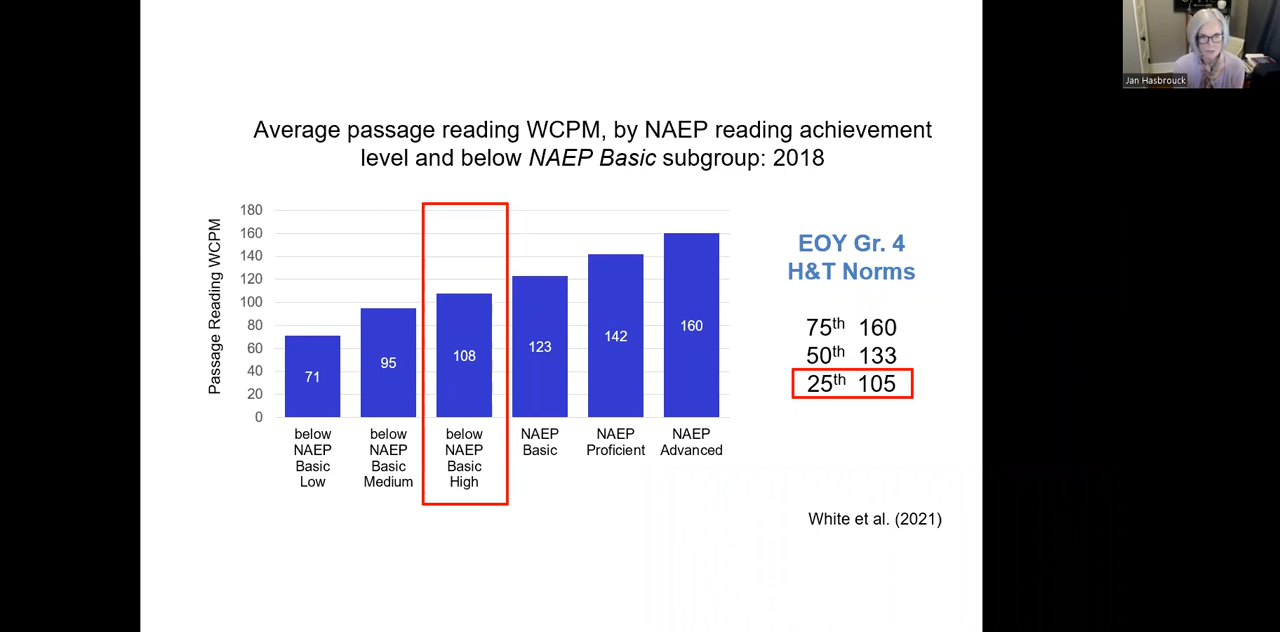 Jan Hasbrouck
Average passage reading WCPM, by NAEP reading achievement
level and below NAEP Basic subgroup: 2018
Passage Reading WCPM
180
160
140
120
100
80
60
40
20
0
71
95
108
123
142
160
below
NAEP
Basic
Low
below
NAEP
Basic
Medium
below
NAEP
Basic
High
NAEP
Basic
NAEP
Proficient
NAEP
Advanced
EOY Gr. 4
H&T Norms
75th 160
50th 133
25th 105
White et al. (2021)